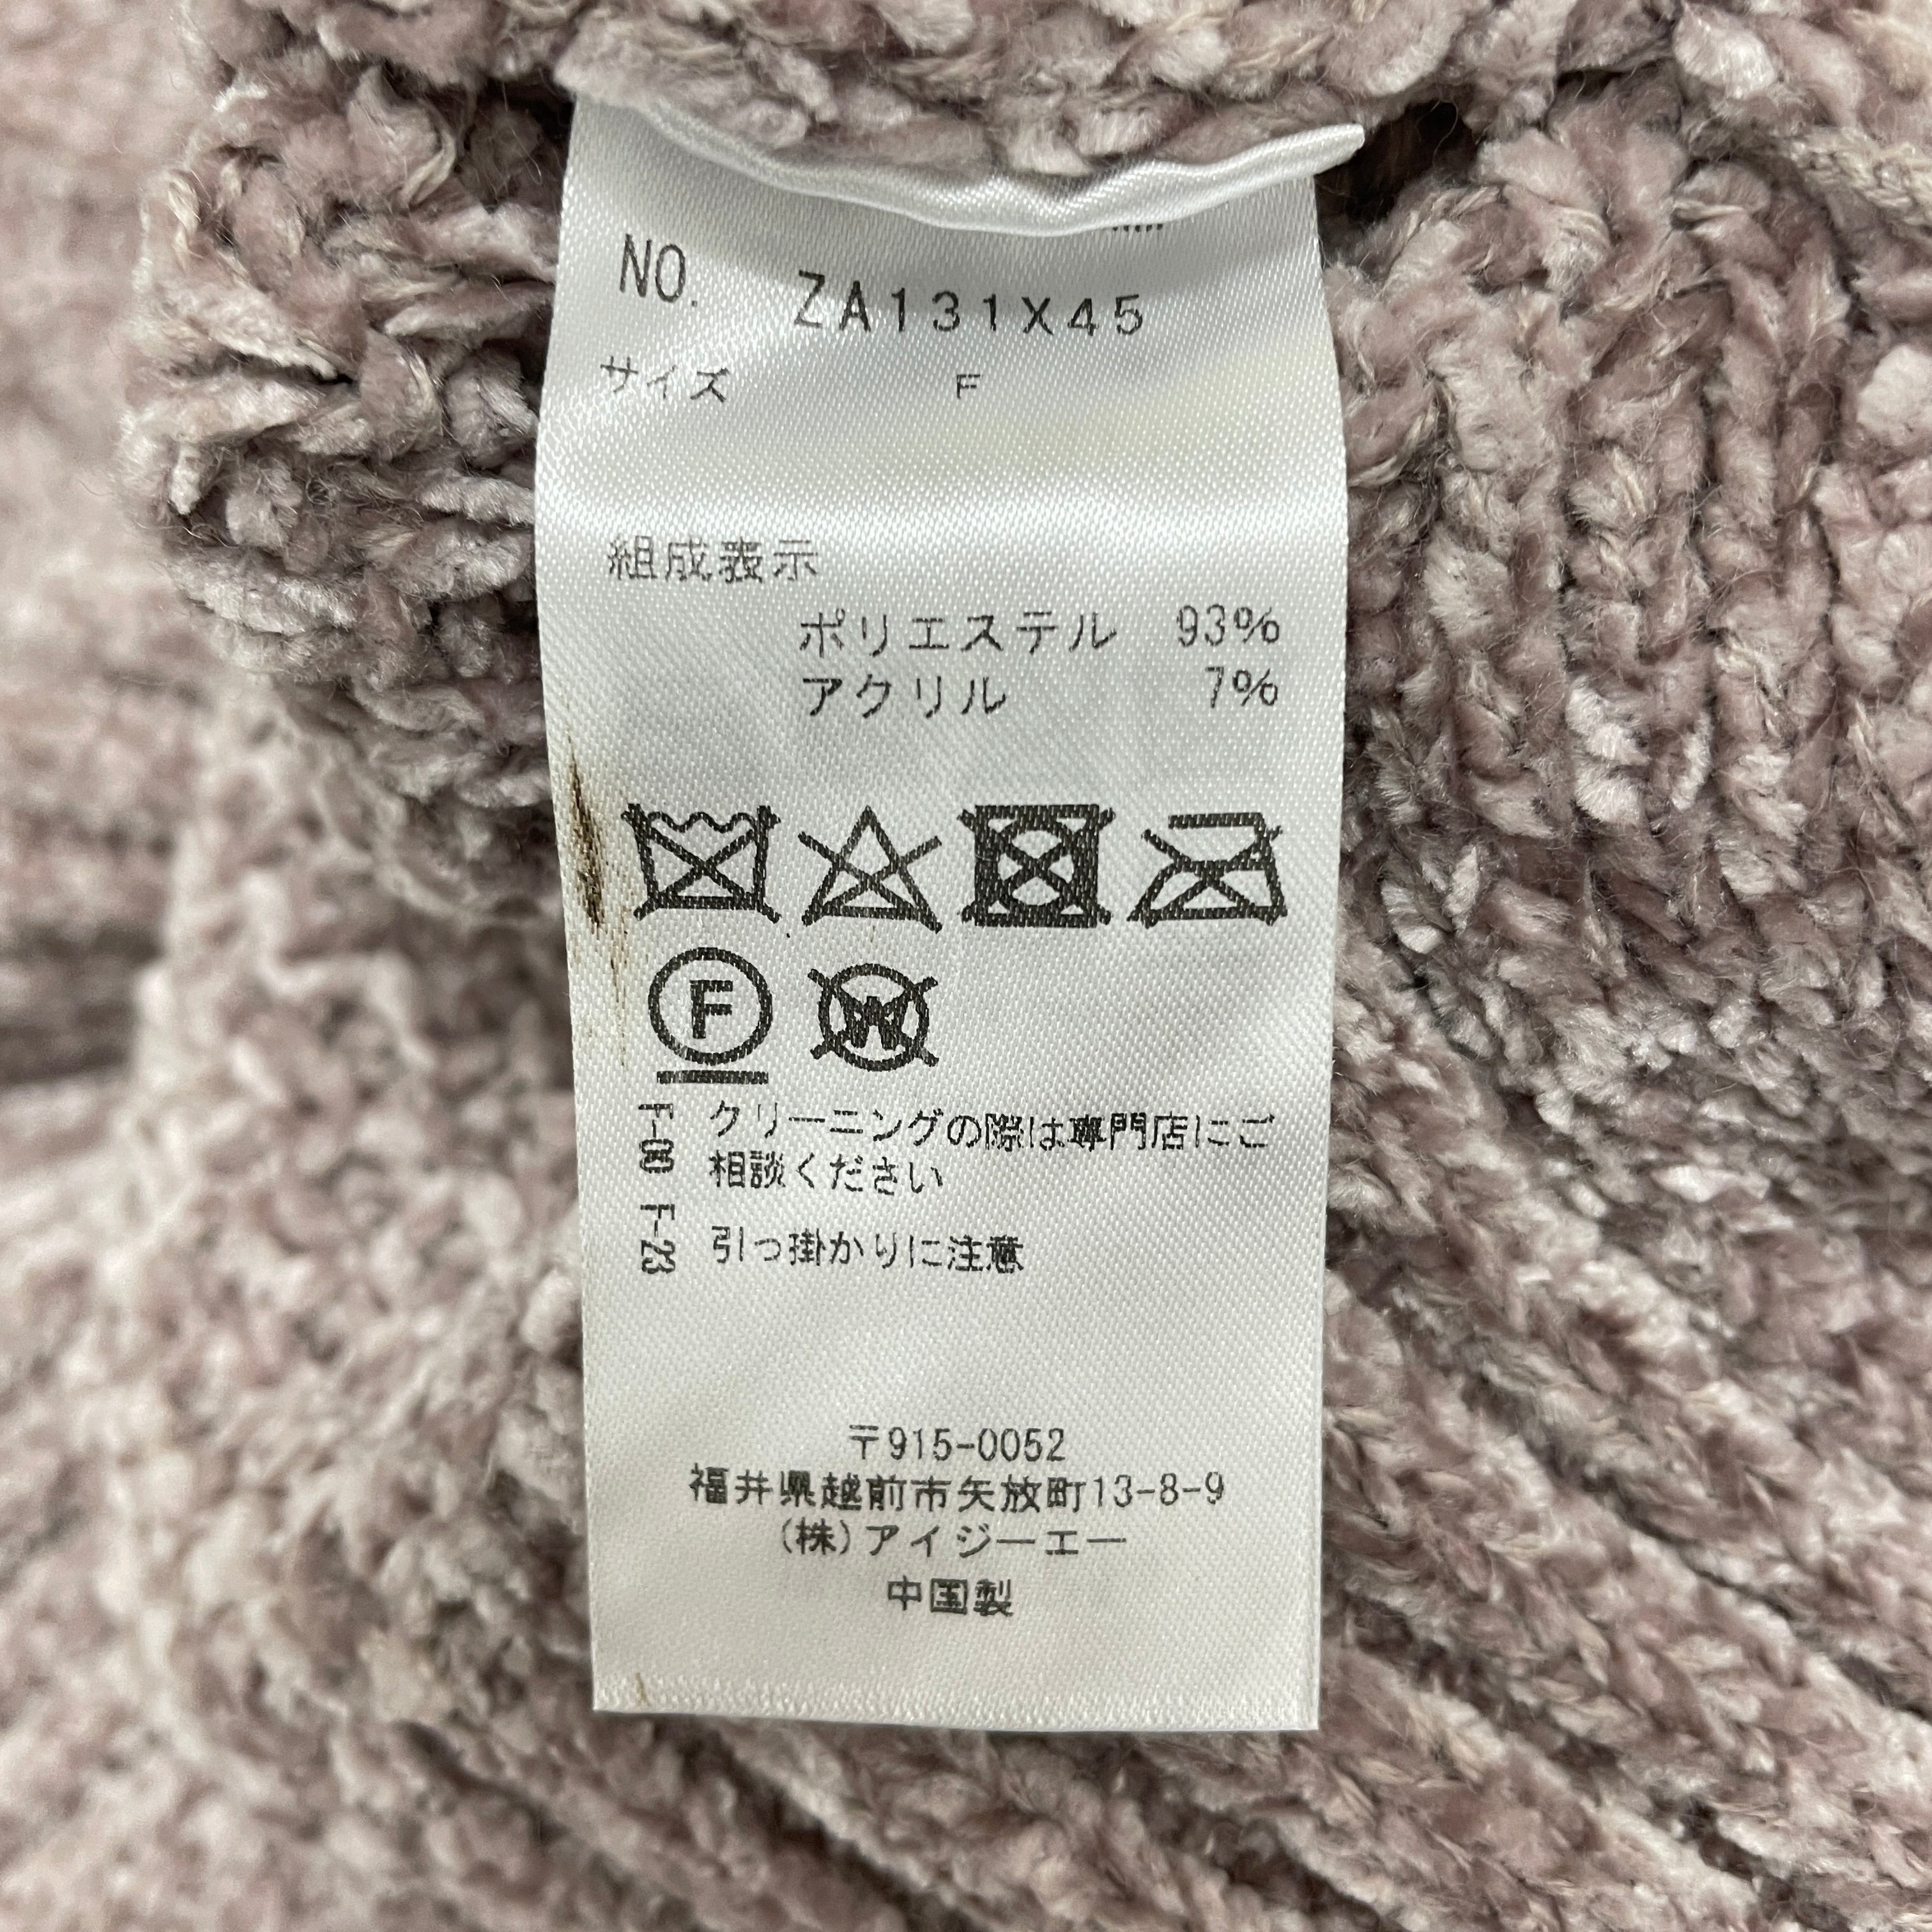 NO. ZA131X45
サイズ F
組成表示
ポリエステル 93%
アクリル 7%
F
W
F-00 クリーニングの際は専門店にご
相談ください
F-23 引っ掛かりに注意
〒915-0052
福井県越前市矢放町13-8-9
(株)アイジーエー
中国製